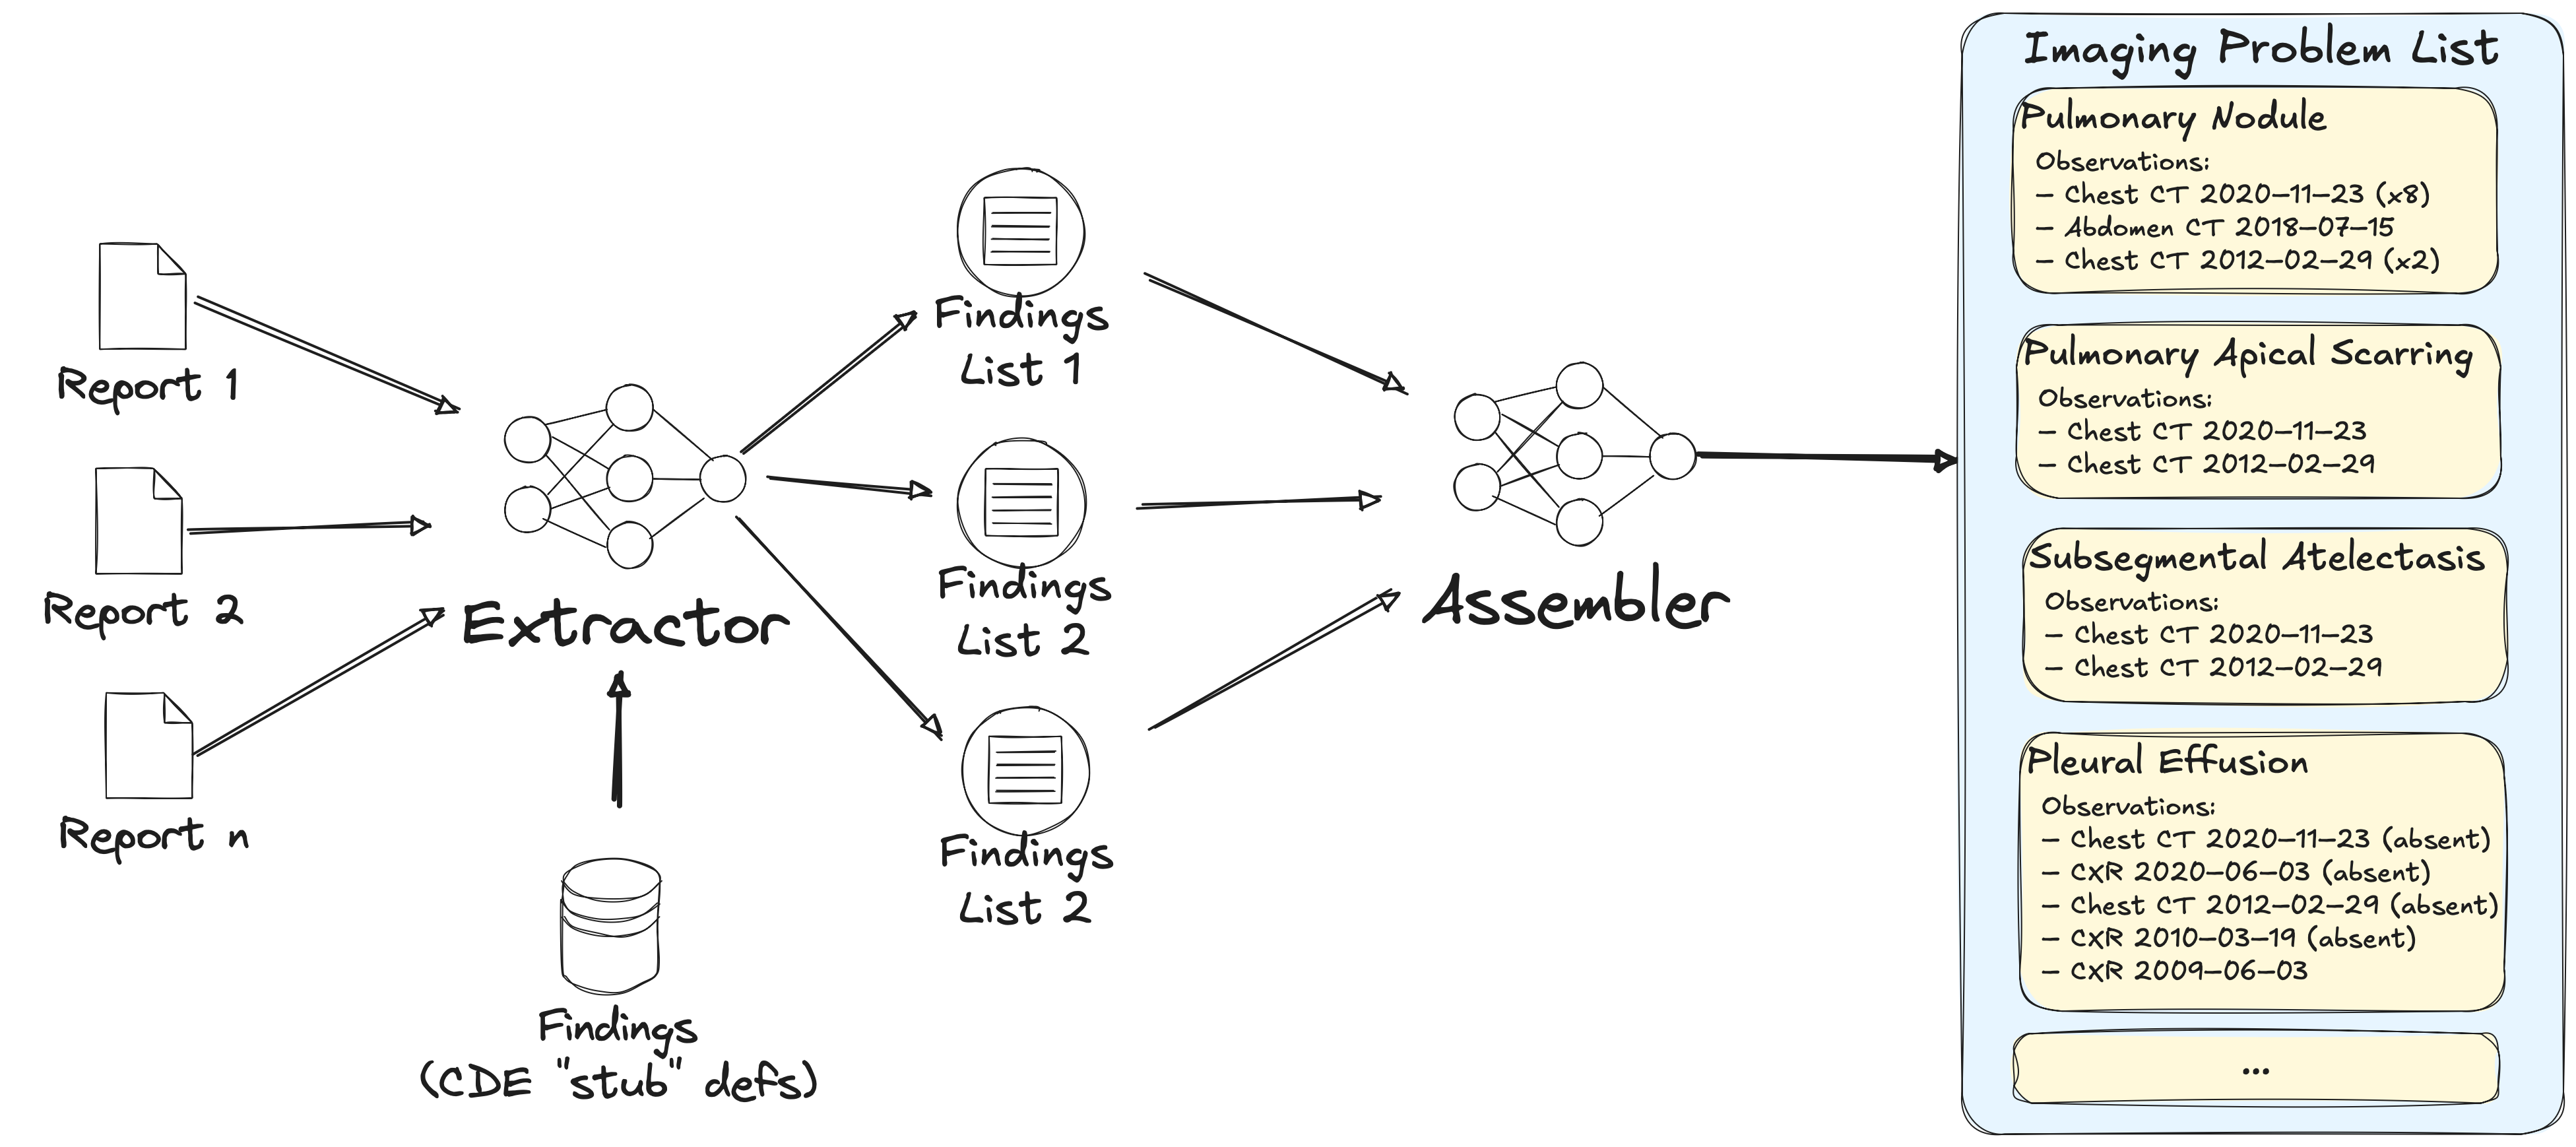 Report 1
Report 2
Report n
Extractor
Findings
(CDE "stub" defs)
Findings
List 1
Findings
List 2
Findings
List 2
Assembler
Imaging Problem List
Pulmonary Nodule
Observations:
– Chest CT 2020–11–23 (x8)
– Abdomen CT 2018–07–15
– Chest CT 2012–02–29 (x2)
Pulmonary Apical Scarring
Observations:
– Chest CT 2020–11–23
– Chest CT 2012–02–29
Subsegmental Atelectasis
Observations:
– Chest CT 2020–11–23
– Chest CT 2012–02–29
Pleural Effusion
Observations:
– Chest CT 2020–11–23 (absent)
– CXR 2020–06–03 (absent)
– Chest CT 2012–02–29 (absent)
– CXR 2010–03–19 (absent)
– CXR 2009–06–03
...